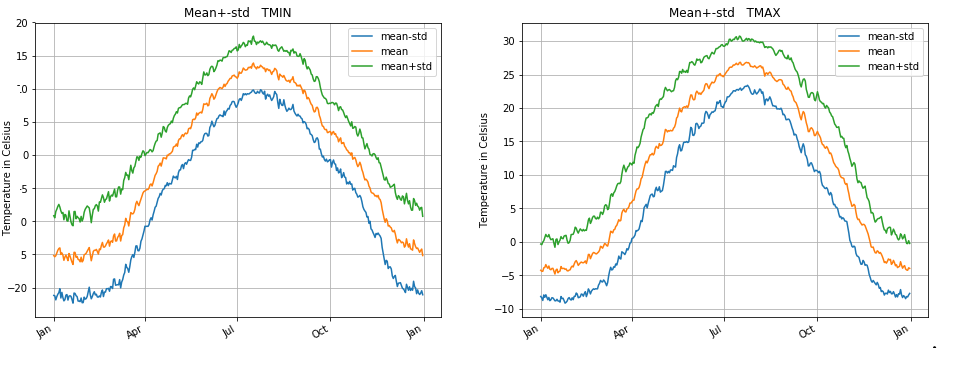 Mean+-std TMIN
mean-std
mean
mean+std
Temperature in Celsius
20
15
10
5
0
-5
0
5
−20
Jan
Apr
Jul
Oct
Jan
Mean+-std TMAX
mean-std
mean
mean+std
Temperature in Celsius
30
25
20
15
10
5
0
−5
−10
Jan
Apr
Jul
Oct
Jan